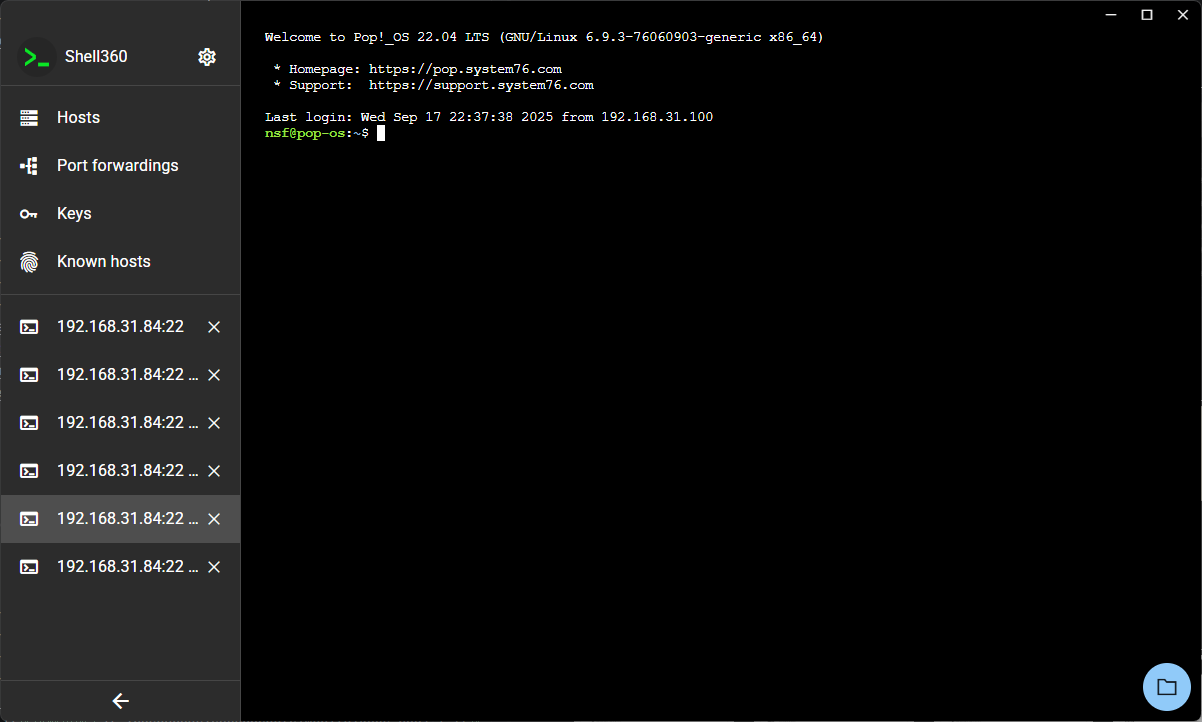 Shell360
Hosts
Port forwardings
Keys
Known hosts
192.168.31.84:22
192.168.31.84:22 ...
192.168.31.84:22 ...
192.168.31.84:22 ...
192.168.31.84:22 ...
192.168.31.84:22 ...
Welcome to Pop!_OS 22.04 LTS (GNU/Linux 6.9.3-76060903-generic x86_64)
* Homepage: https://pop.system76.com
* Support:  https://support.system76.com
Last login: Wed Sep 17 22:37:38 2025 from 192.168.31.100
nsf@pop-os:~$